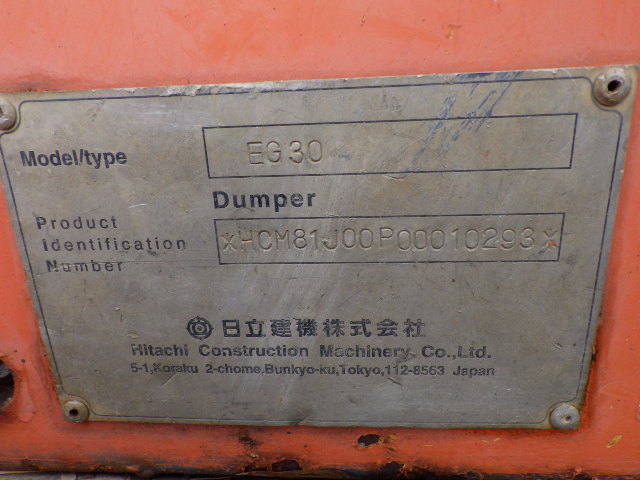 Model/type EG30
Dumper
Product
Identification
Number
*HCM81J00P00010293*
日立建機株式会社
Hitachi Construction Machinery Co.,Ltd.
5-1,Koraku 2-chome,Bunkyo-ku,Tokyo,112-8563 Japan